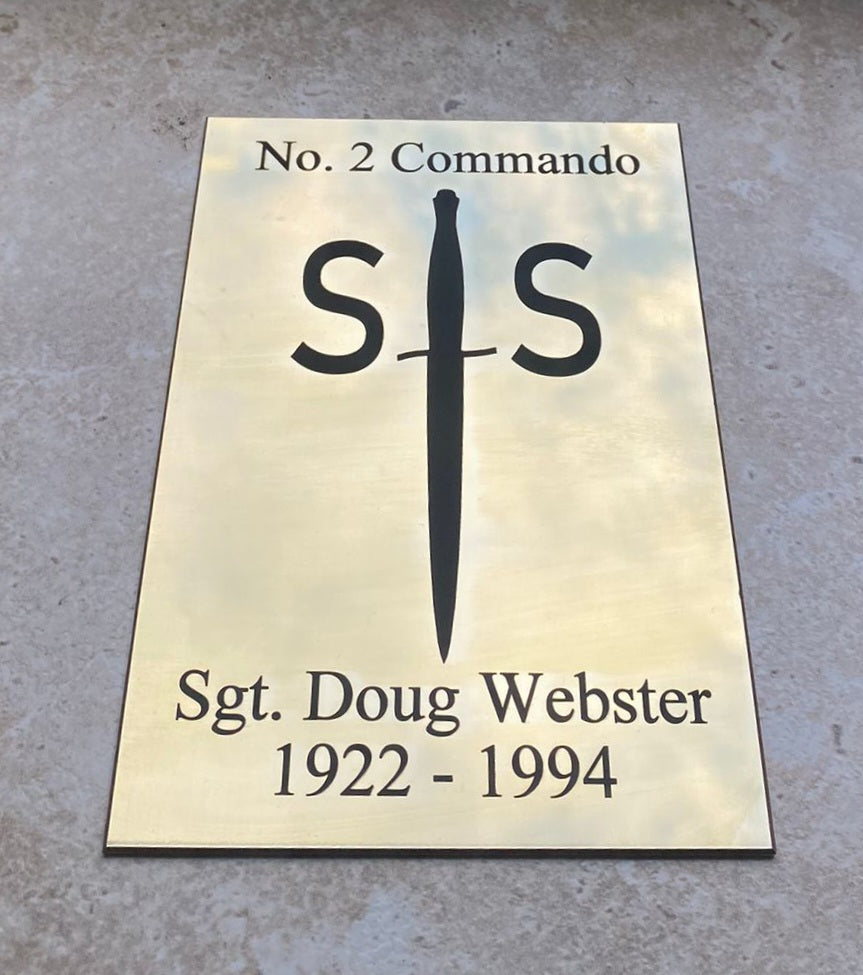 No. 2 Commando
S S
Sgt. Doug Webster
1922 - 1994